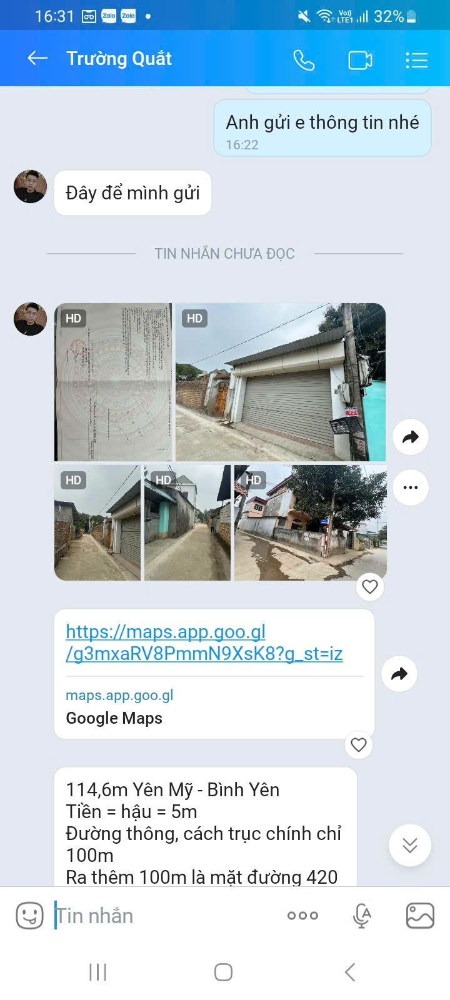 16:31 Zalo Zalo Vo)) LTE1 32%
Trường Quắt
Anh gửi e thông tin nhé
16:22
Đây để mình gửi
TIN NHẮN CHƯA ĐỌC
HD
HD
HD
HD
HD
https://maps.app.goo.gl
/g3mxaRV8PmmN9XsK8?g_st=iz
maps.app.goo.gl
Google Maps
114,6m Yên Mỹ - Bình Yên
Tiền = hậu = 5m
Đường thông, cách trục chính chỉ
100m
Ra thêm 100m là mặt đường 420
Tin nhắn